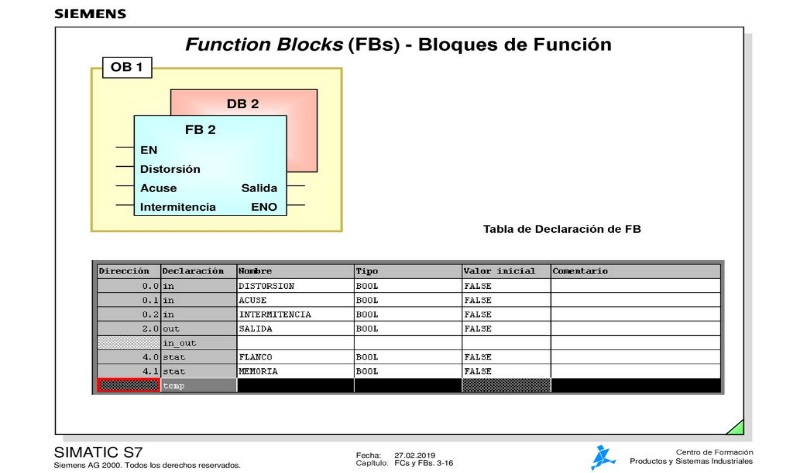 SIEMENS
Function Blocks (FBs) - Bloques de Función
OB 1
DB 2
FB 2
EN
Distorsión
Acuse Salida
Intermitencia ENO
Tabla de Declaración de FB
Dirección Declaración Nombre Tipo Valor inicial Comentario
0.0 in DISTORSION BOOL FALSE
0.1 in ACUSE BOOL FALSE
0.2 in INTERMITENCIA BOOL FALSE
2.0 out SALIDA BOOL FALSE
in_out
4.0 stat FLANCO BOOL FALSE
4.1 stat MEMORIA BOOL FALSE
temp
SIMATIC S7
Siemens AG 2000. Todos los derechos reservados.
Fecha: 27.02.2019
Capítulo: FCs y FBs. 3-16
Centro de Formación
Productos y Sistemas Industriales